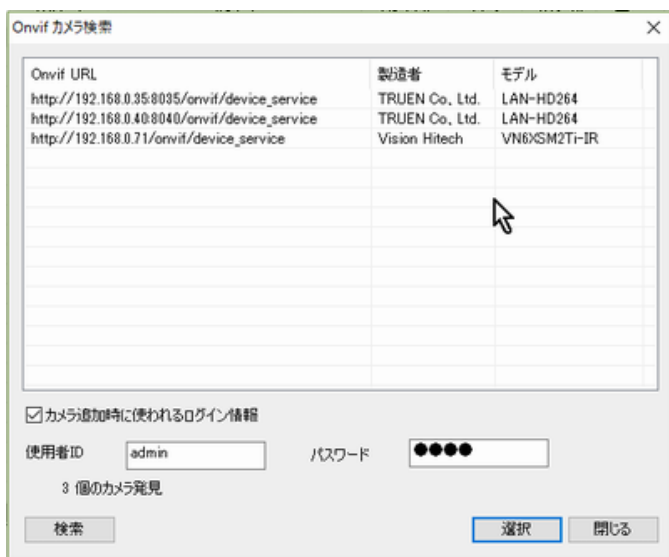 Onvif カメラ検索
Onvif URL 製造者 モデル
http://192.168.0.35:8035/onvif/device_service TRUEN Co., Ltd. LAN-HD264
http://192.168.0.40:8040/onvif/device_service TRUEN Co., Ltd. LAN-HD264
http://192.168.0.71/onvif/device_service Vision Hitech VN6XSM2Ti-IR
カメラ追加時に使われるログイン情報
使用者ID admin パスワード ●●●●
3 個のカメラ発見
検索 選択 閉じる